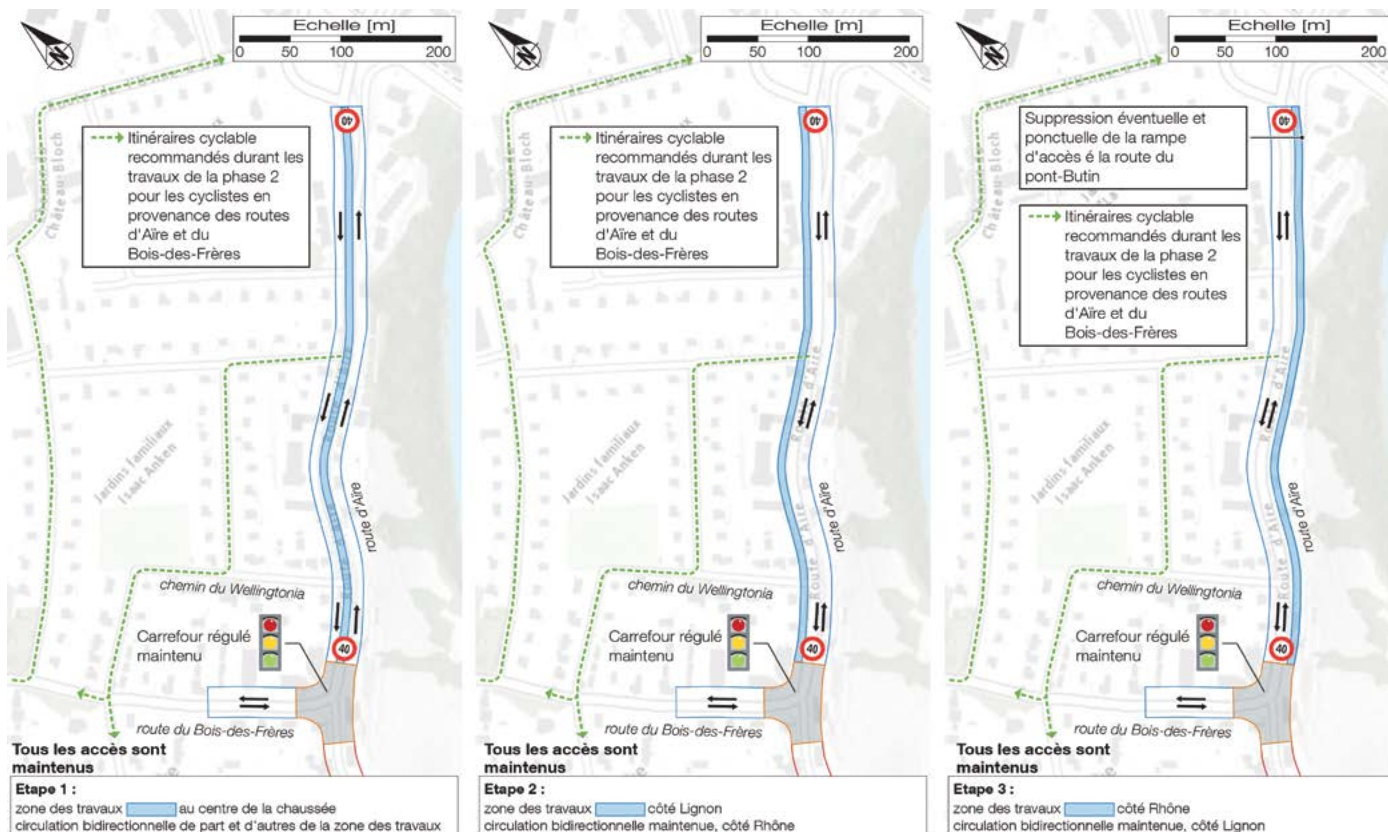 Echelle [m]
0 50 100 200
N
Château-Bloch
40
Itinéraires cyclable
recommandés durant les
travaux de la phase 2
pour les cyclistes en
provenance des routes
d'Aïre et du
Bois-des-Frères
Jardins familiaux
Isaac Anken
route d'Aïre
chemin du Wellingtonia
Carrefour régulé
maintenu
40
route du Bois-des-Frères
Tous les accès sont
maintenus
Etape 1 :
zone des travaux au centre de la chaussée
circulation bidirectionnelle de part et d'autres de la zone des travaux
Echelle [m]
0 50 100 200
N
Château-Bloch
40
Itinéraires cyclable
recommandés durant les
travaux de la phase 2
pour les cyclistes en
provenance des routes
d'Aïre et du
Bois-des-Frères
Route d'Aïre
Jardins familiaux
Isaac Anken
route d'Aïre
Route d'Aïre
chemin du Wellingtonia
Carrefour régulé
maintenu
40
route du Bois-des-Frères
Tous les accès sont
maintenus
Etape 2 :
zone des travaux côté Lignon
circulation bidirectionnelle maintenue, côté Rhône
Echelle [m]
0 50 100 200
N
Suppression éventuelle et
ponctuelle de la rampe
d'accès é la route du
pont-Butin
Château-Bloch
40
Itinéraires cyclable
recommandés durant les
travaux de la phase 2
pour les cyclistes en
provenance des routes
d'Aïre et du
Bois-des-Frères
Route d'Aïre
Jardins familiaux
Isaac Anken
route d'Aïre
Route d'Aïre
chemin du Wellingtonia
Carrefour régulé
maintenu
40
route du Bois-des-Frères
Tous les accès sont
maintenus
Etape 3 :
zone des travaux côté Rhône
circulation bidirectionnelle maintenue, côté Lignon